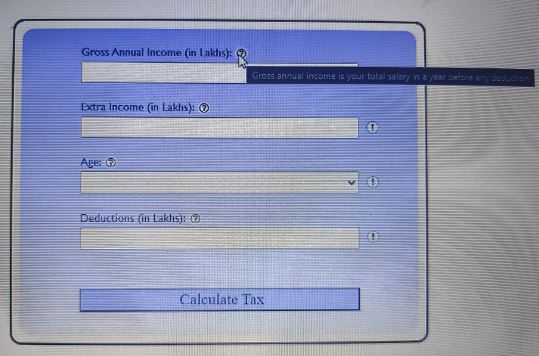 Gross Annual Income (in Lakhs): ?
Gross annual income is your total salary in a year before any deduction
Extra Income (in Lakhs): ?
!
Age: ?
!
Deductions (in Lakhs): ?
!
Calculate Tax